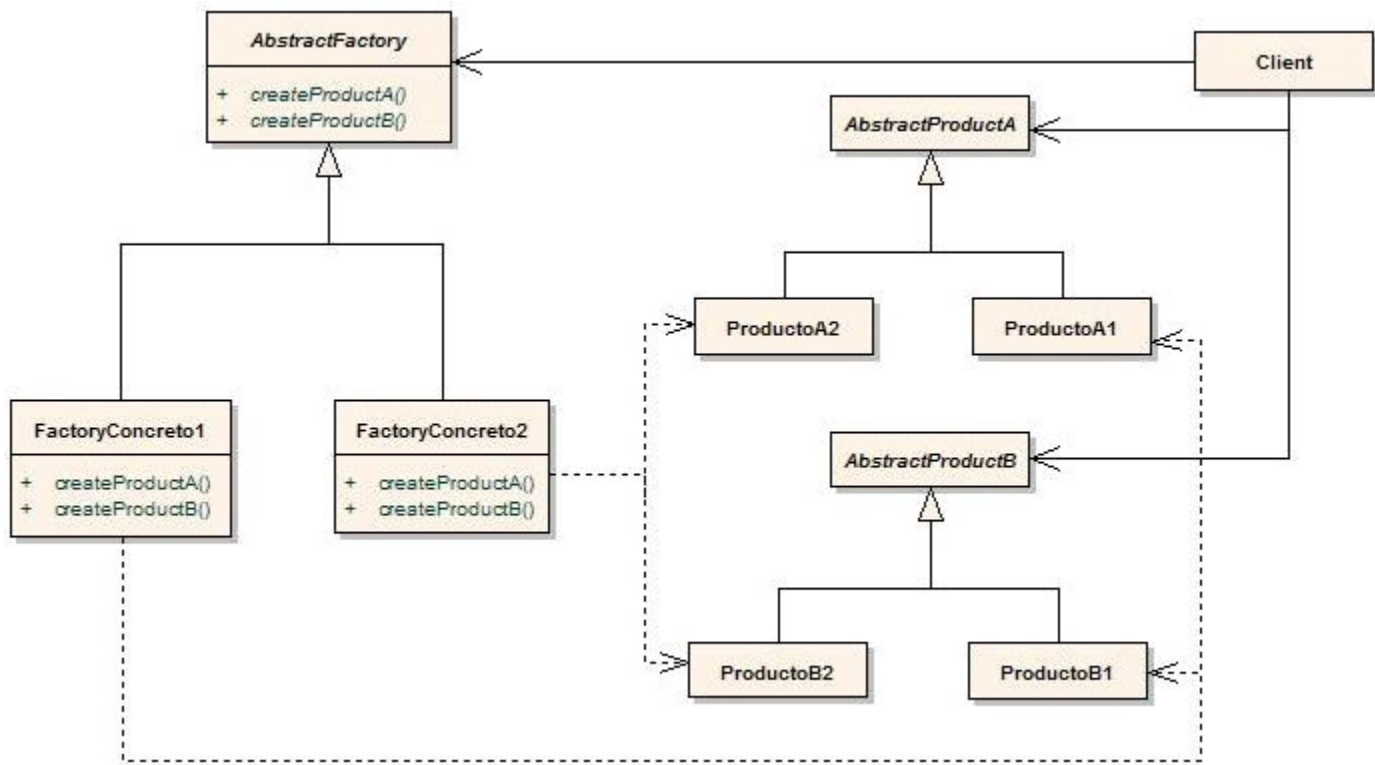 AbstractFactory
+ createProductA()
+ createProductB()
Client
AbstractProductA
ProductoA2
ProductoA1
FactoryConcreto1
+ createProductA()
+ createProductB()
FactoryConcreto2
+ createProductA()
+ createProductB()
AbstractProductB
ProductoB2
ProductoB1